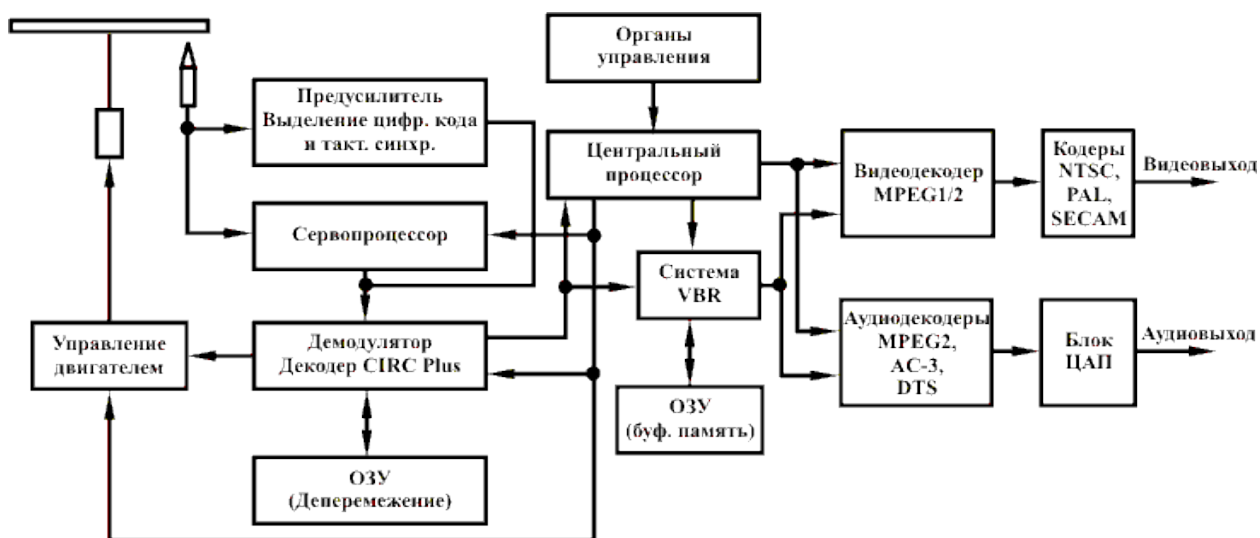 Органы
управления
Предусилитель
Выделение цифр. кода
и такт. синхр.
Центральный
процессор
Видеодекодер
MPEG1/2
Кодеры
NTSC,
PAL,
SECAM
Видеовыход
Сервопроцессор
Система
VBR
Управление
двигателем
Демодулятор
Декодер CIRC Plus
Аудиодекодеры
MPEG2,
AC-3,
DTS
Блок
ЦАП
Аудиовыход
ОЗУ
(буф. память)
ОЗУ
(Деперемежение)